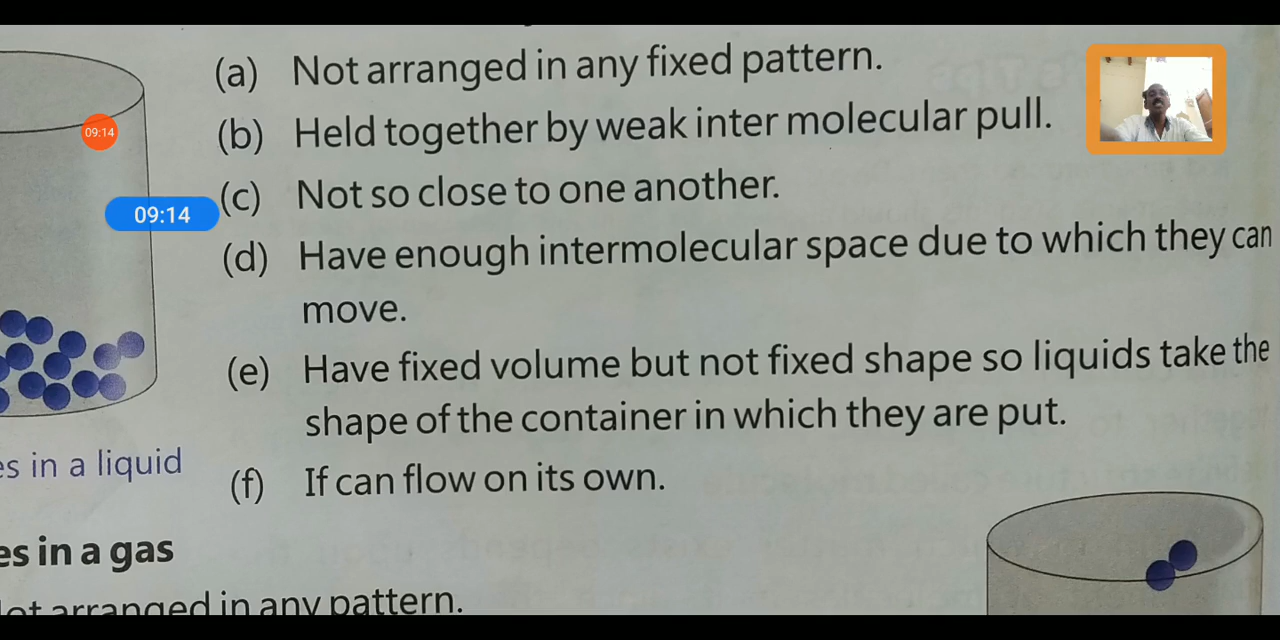 (a) Not arranged in any fixed pattern.
(b) Held together by weak inter molecular pull.
09:14
(c) Not so close to one another.
09:14
(d) Have enough intermolecular space due to which they can
move.
(e) Have fixed volume but not fixed shape so liquids take the
shape of the container in which they are put.
es in a liquid
(f) If can flow on its own.
es in a gas
ot arranged in any pattern.